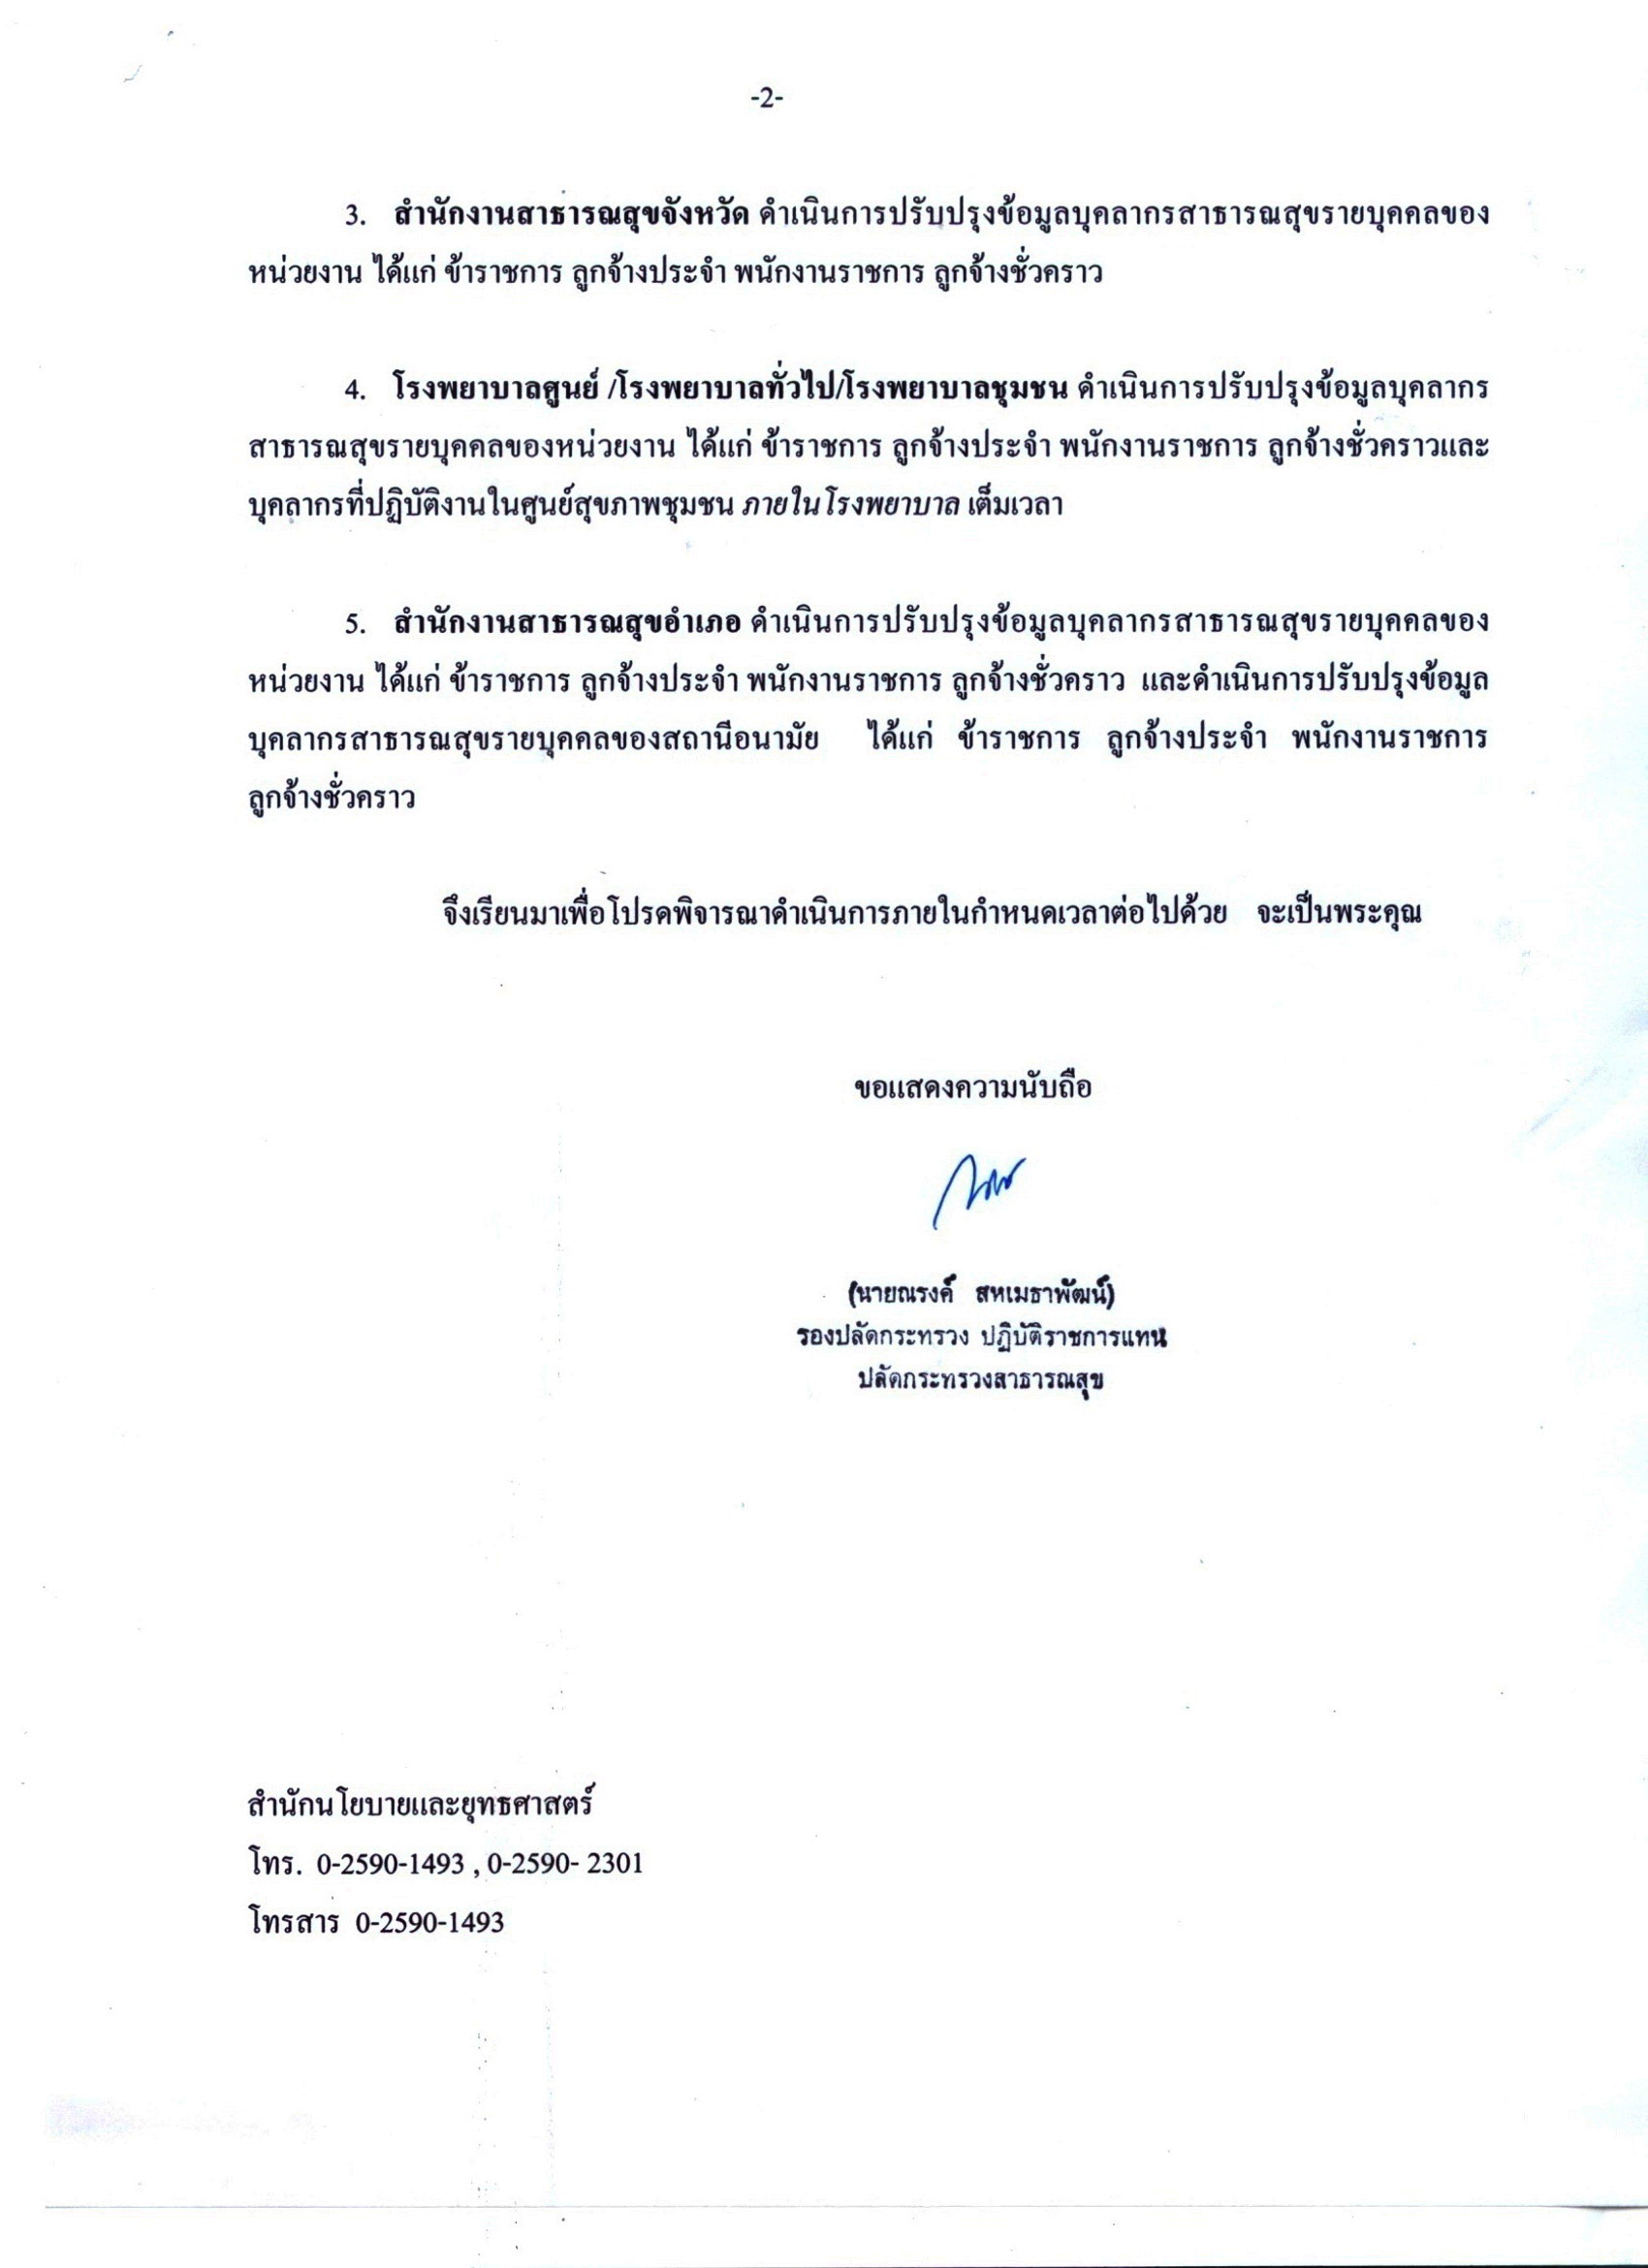 -2-
3. สำนักงานสาธารณสุขจังหวัด ดำเนินการปรับปรุงข้อมูลบุคลากรสาธารณสุขรายบุคคลของ
หน่วยงาน ได้แก่ ข้าราชการ ลูกจ้างประจำ พนักงานราชการ ลูกจ้างชั่วคราว
4. โรงพยาบาลศูนย์ /โรงพยาบาลทั่วไป/โรงพยาบาลชุมชน ดำเนินการปรับปรุงข้อมูลบุคลากร
สาธารณสุขรายบุคคลของหน่วยงาน ได้แก่ ข้าราชการ ลูกจ้างประจำ พนักงานราชการ ลูกจ้างชั่วคราวและ
บุคลากรที่ปฏิบัติงานในศูนย์สุขภาพชุมชน ภายในโรงพยาบาล เต็มเวลา
5. สำนักงานสาธารณสุขอำเภอ ดำเนินการปรับปรุงข้อมูลบุคลากรสาธารณสุขรายบุคคลของ
หน่วยงาน ได้แก่ ข้าราชการ ลูกจ้างประจำ พนักงานราชการ ลูกจ้างชั่วคราว และดำเนินการปรับปรุงข้อมูล
บุคลากรสาธารณสุขรายบุคคลของสถานีอนามัย ได้แก่ ข้าราชการ ลูกจ้างประจำ พนักงานราชการ
ลูกจ้างชั่วคราว
จึงเรียนมาเพื่อโปรดพิจารณาดำเนินการภายในกำหนดเวลาต่อไปด้วย จะเป็นพระคุณ
ขอแสดงความนับถือ
(นายณรงค์ สหเมธาพัฒน์)
รองปลัดกระทรวง ปฏิบัติราชการแทน
ปลัดกระทรวงสาธารณสุข
สำนักนโยบายและยุทธศาสตร์
โทร. 0-2590-1493 , 0-2590- 2301
โทรสาร 0-2590-1493